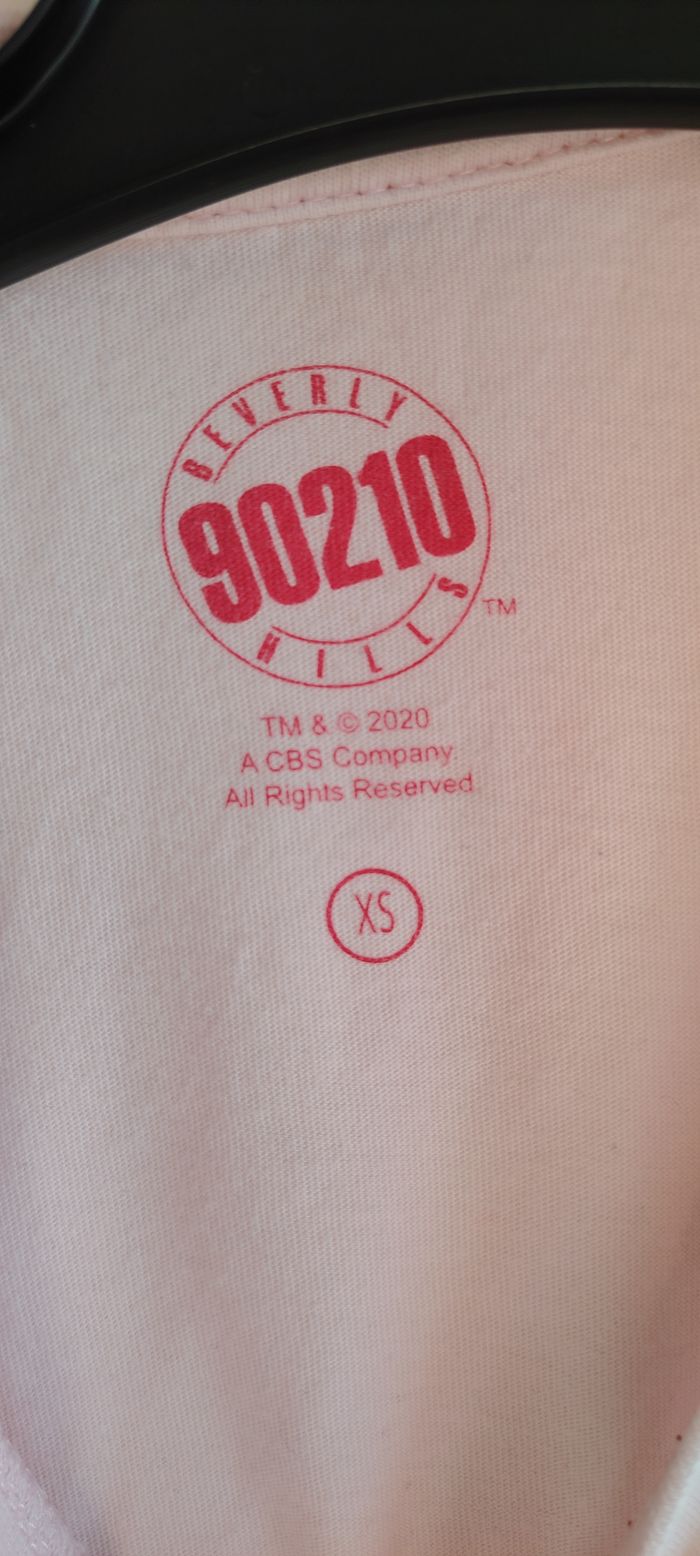 BEVERLY
90210
HILLS
TM
TM & © 2020
A CBS Company
All Rights Reserved
XS